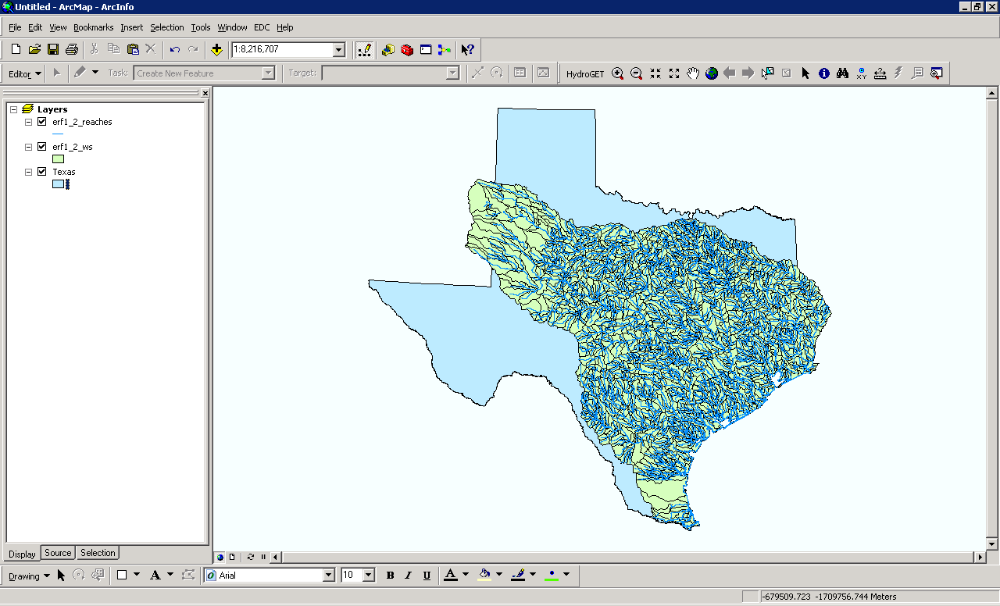 Untitled - ArcMap - ArcInfo
File Edit View Bookmarks Insert Selection Tools Window EDC Help
1:8,216,707
Editor Task: Create New Feature Target: HydroGET
Layers
erf1_2_reaches
erf1_2_ws
Texas
Display Source Selection
Drawing A Arial 10 B I U A
-679509.723 -1709756.744 Meters